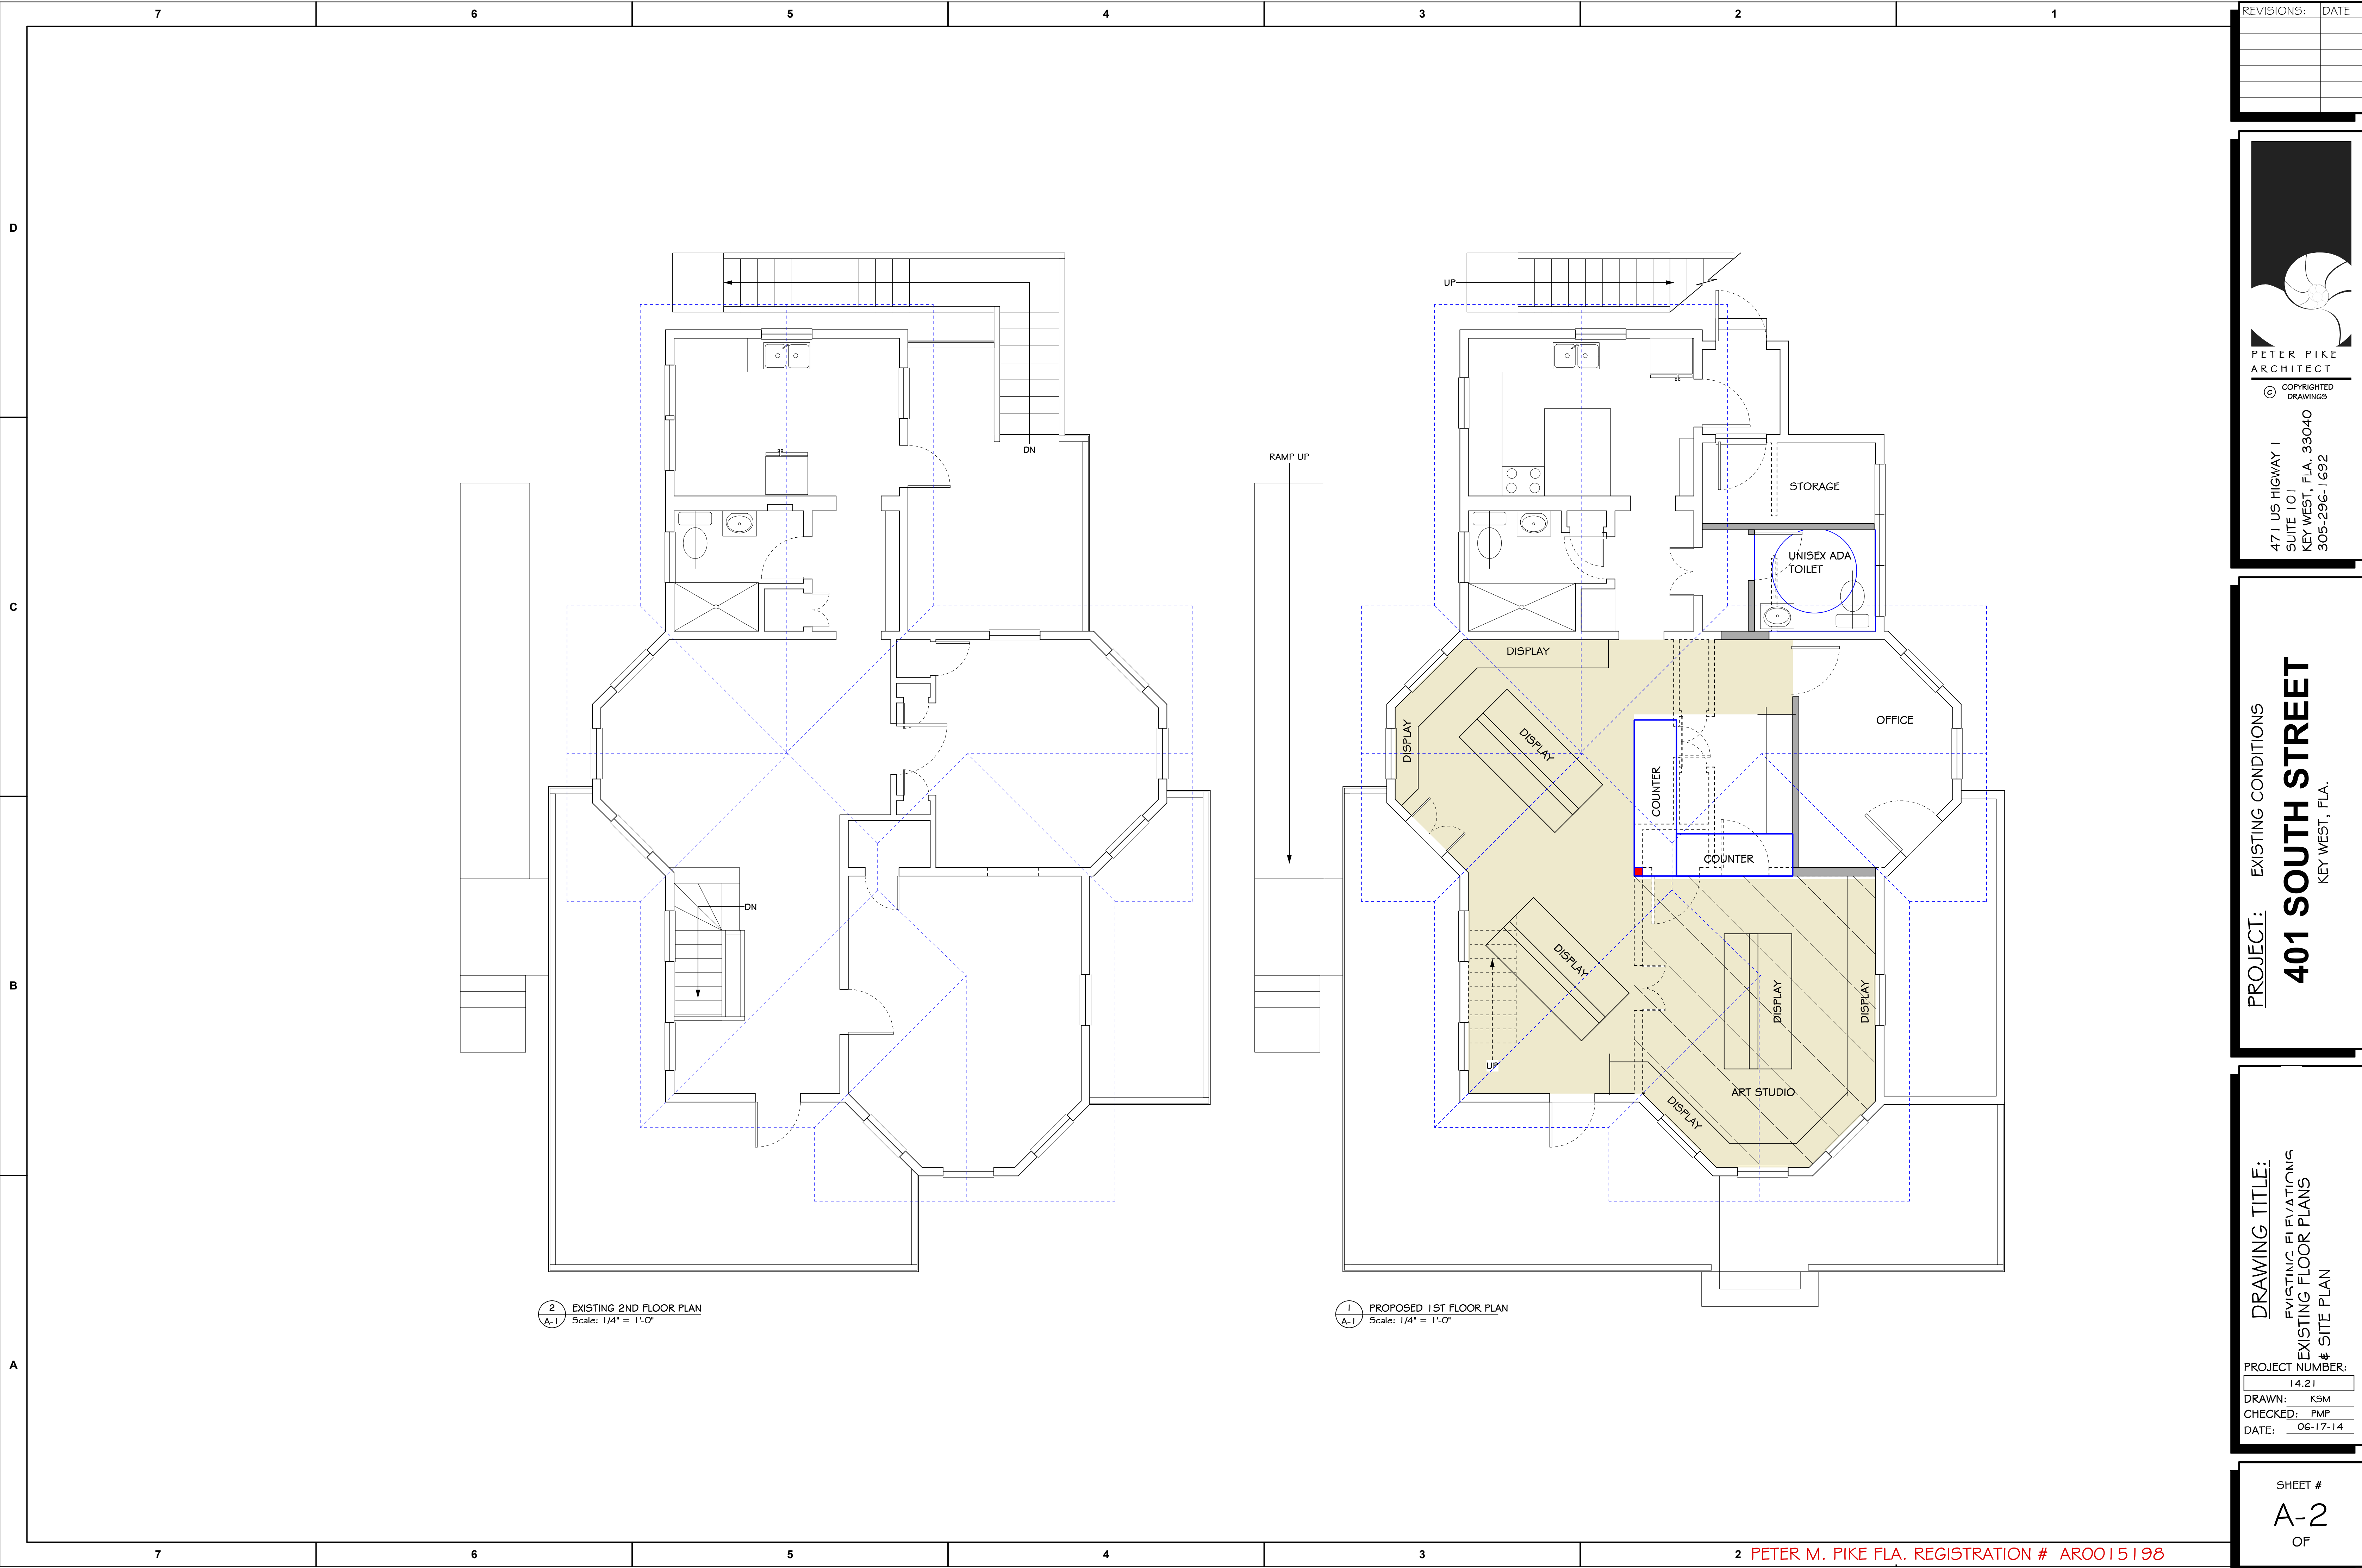 7 6 5 4 3 2 1
D
C
B
A
DN
DN
2
A-1
EXISTING 2ND FLOOR PLAN
Scale: 1/4" = 1'-0"
RAMP UP
UP
STORAGE
UNISEX ADA
TOILET
DISPLAY
DISPLAY
DISPLAY
OFFICE
COUNTER
COUNTER
DISPLAY
DISPLAY
DISPLAY
UP
ART STUDIO
DISPLAY
1
A-1
PROPOSED 1ST FLOOR PLAN
Scale: 1/4" = 1'-0"
7 6 5 4 3 2
PETER M. PIKE FLA. REGISTRATION # AR0015198
REVISIONS: DATE
PETER PIKE
ARCHITECT
© COPYRIGHTED
DRAWINGS
471 US HIGWAY 1
SUITE 101
KEY WEST, FLA. 33040
305-296-1692
PROJECT: EXISTING CONDITIONS
401 SOUTH STREET
KEY WEST, FLA.
DRAWING TITLE:
EXISTING ELEVATIONS
EXISTING FLOOR PLANS
& SITE PLAN
PROJECT NUMBER:
14.21
DRAWN: KSM
CHECKED: PMP
DATE: 06-17-14
SHEET #
A-2
OF